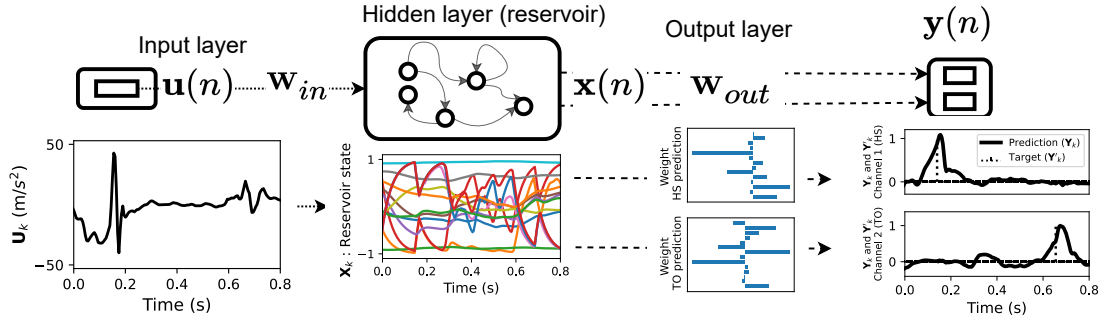 Input layer
Hidden layer (reservoir)
Output layer
y(n)
u(n)
w_in
x(n)
w_out
U_k (m/s²)
50
−50
0.0 0.2 0.4 0.6 0.8
Time (s)
X_k : Reservoir state
1
−1
0.0 0.2 0.4 0.6 0.8
Time (s)
Weight
HS prediction
Weight
TO prediction
Y_k and Y′_k
Channel 1 (HS)
1
0
Prediction (Y_k)
Target (Y′_k)
Y_k and Y′_k
Channel 2 (TO)
1
0
0.0 0.2 0.4 0.6 0.8
Time (s)